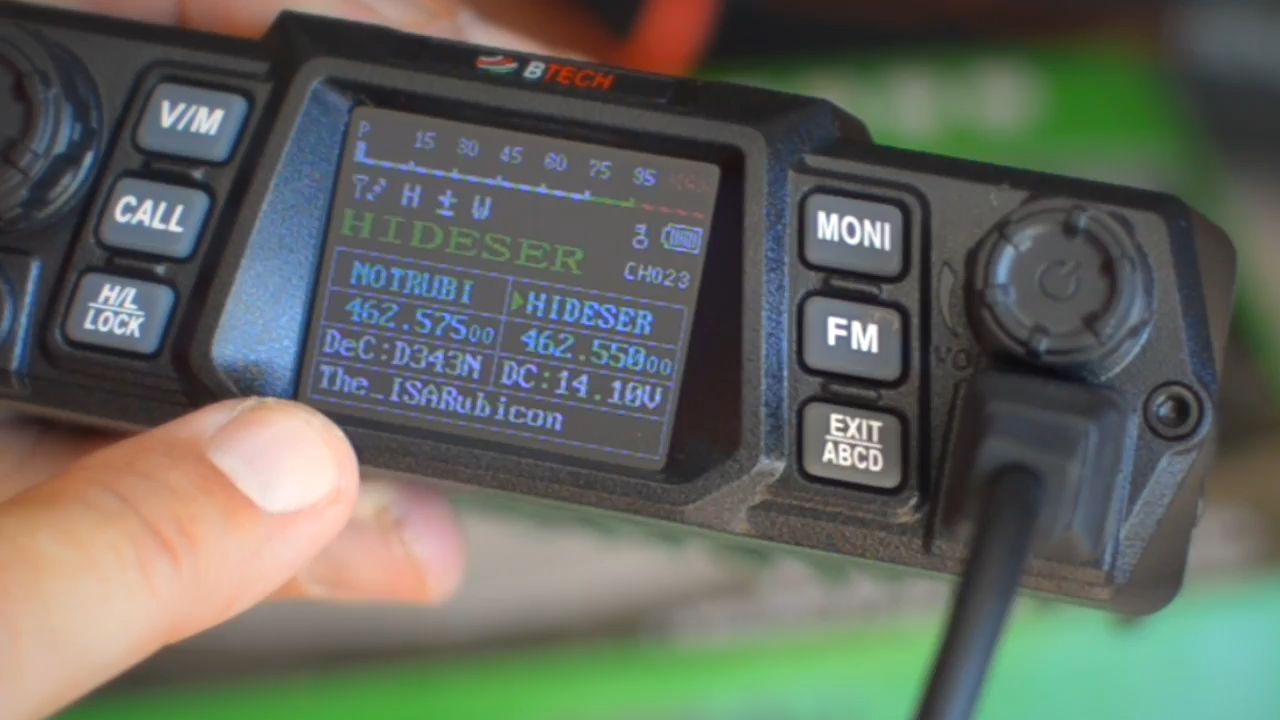 BTECH
V/M
CALL
H/L
LOCK
P 15 30 45 60 75 95
H ± W
HIDESER
CH023
NOTRUBI HIDESER
462.57500 462.55000
DeC:D343N DC:14.10V
The_ISARubicon
MONI
FM
EXIT
ABCD
VO